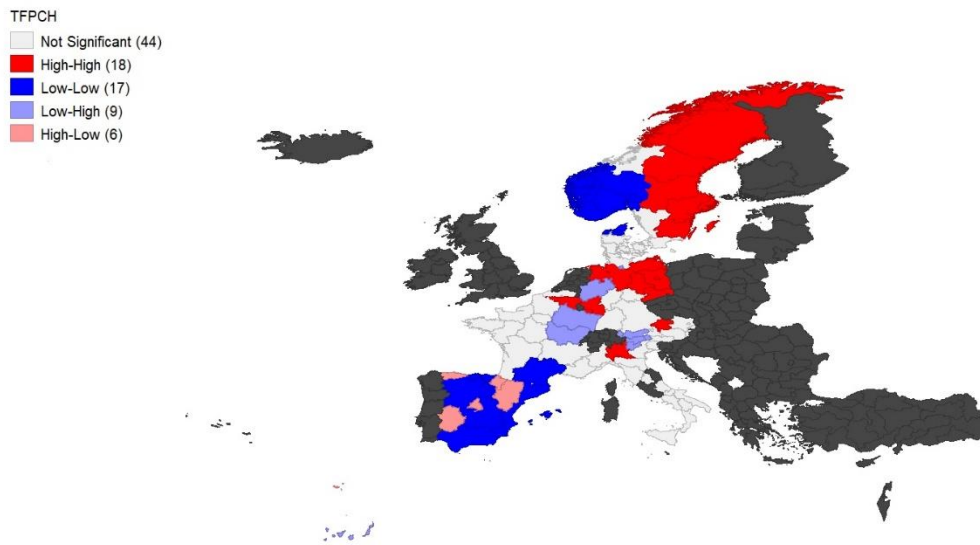 TFPCH
Not Significant (44)
High-High (18)
Low-Low (17)
Low-High (9)
High-Low (6)